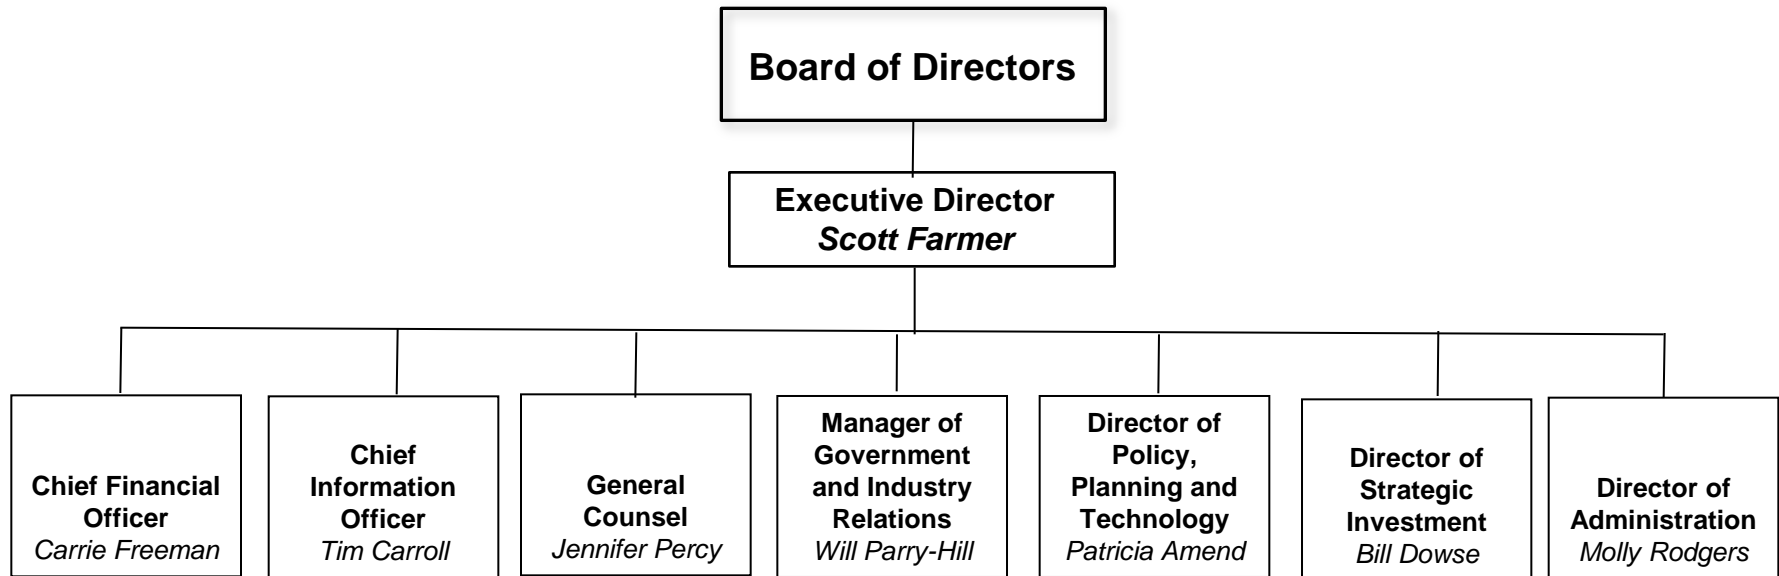 Board of Directors
Executive Director
Scott Farmer
Chief Financial
Officer
Carrie Freeman
Chief
Information
Officer
Tim Carroll
General
Counsel
Jennifer Percy
Manager of
Government
and Industry
Relations
Will Parry-Hill
Director of
Policy,
Planning and
Technology
Patricia Amend
Director of
Strategic
Investment
Bill Dowse
Director of
Administration
Molly Rodgers